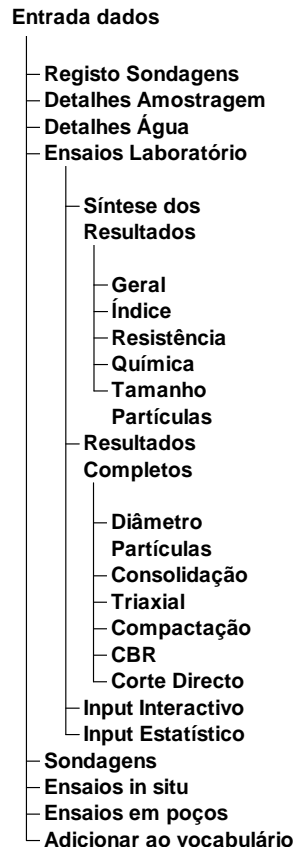 Entrada dados
Registo Sondagens
Detalhes Amostragem
Detalhes Água
Ensaios Laboratório
Síntese dos
Resultados
Geral
Índice
Resistência
Química
Tamanho
Partículas
Resultados
Completos
Diâmetro
Partículas
Consolidação
Triaxial
Compactação
CBR
Corte Directo
Input Interactivo
Input Estatístico
Sondagens
Ensaios in situ
Ensaios em poços
Adicionar ao vocabulário